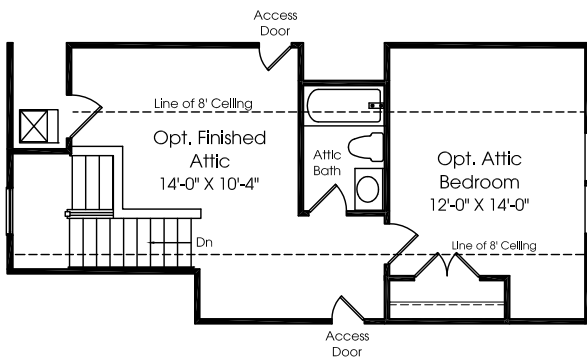 Access
Door
Line of 8' Ceiling
Opt. Finished
Attic
14'-0" X 10'-4"
Attic
Bath
Opt. Attic
Bedroom
12'-0" X 14'-0"
Dn
Line of 8' Ceiling
Access
Door